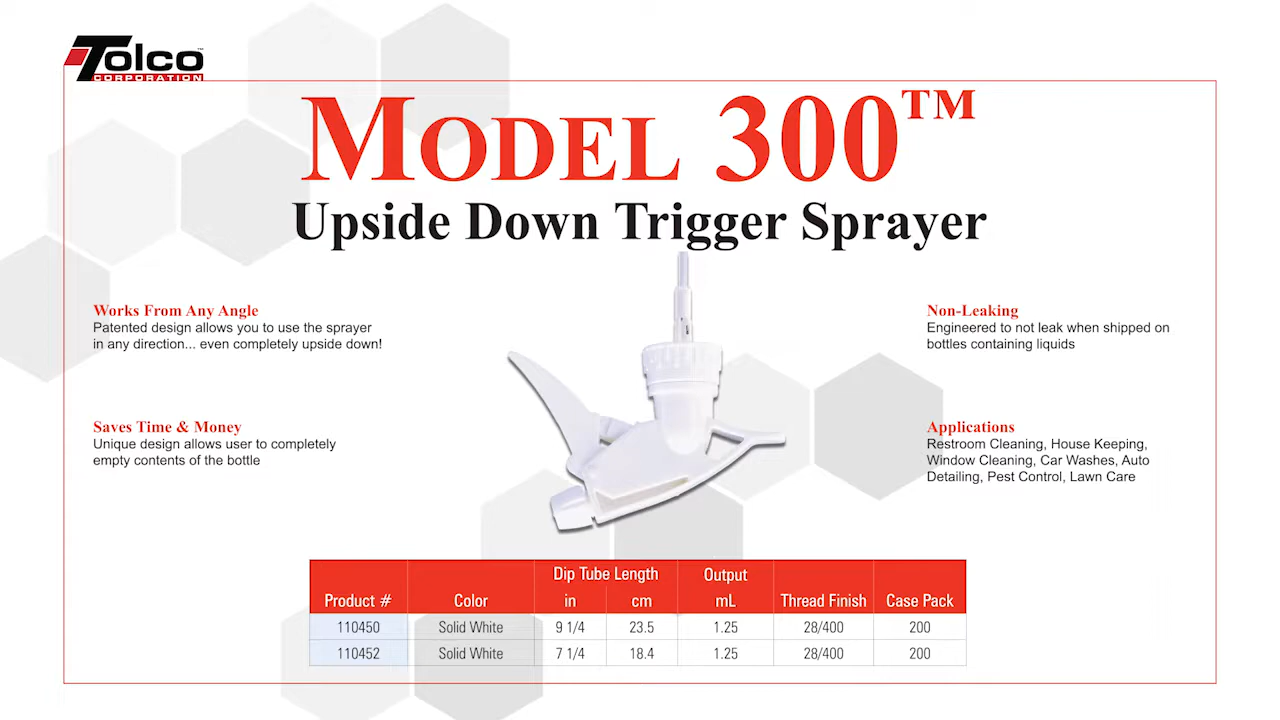 Tolco™
CORPORATION
MODEL 300™
Upside Down Trigger Sprayer
Works From Any Angle
Patented design allows you to use the sprayer
in any direction... even completely upside down!
Saves Time & Money
Unique design allows user to completely
empty contents of the bottle
Non-Leaking
Engineered to not leak when shipped on
bottles containing liquids
Applications
Restroom Cleaning, House Keeping,
Window Cleaning, Car Washes, Auto
Detailing, Pest Control, Lawn Care
Dip Tube Length Output
Product # Color in cm mL Thread Finish Case Pack
110450 Solid White 9 1/4 23.5 1.25 28/400 200
110452 Solid White 7 1/4 18.4 1.25 28/400 200